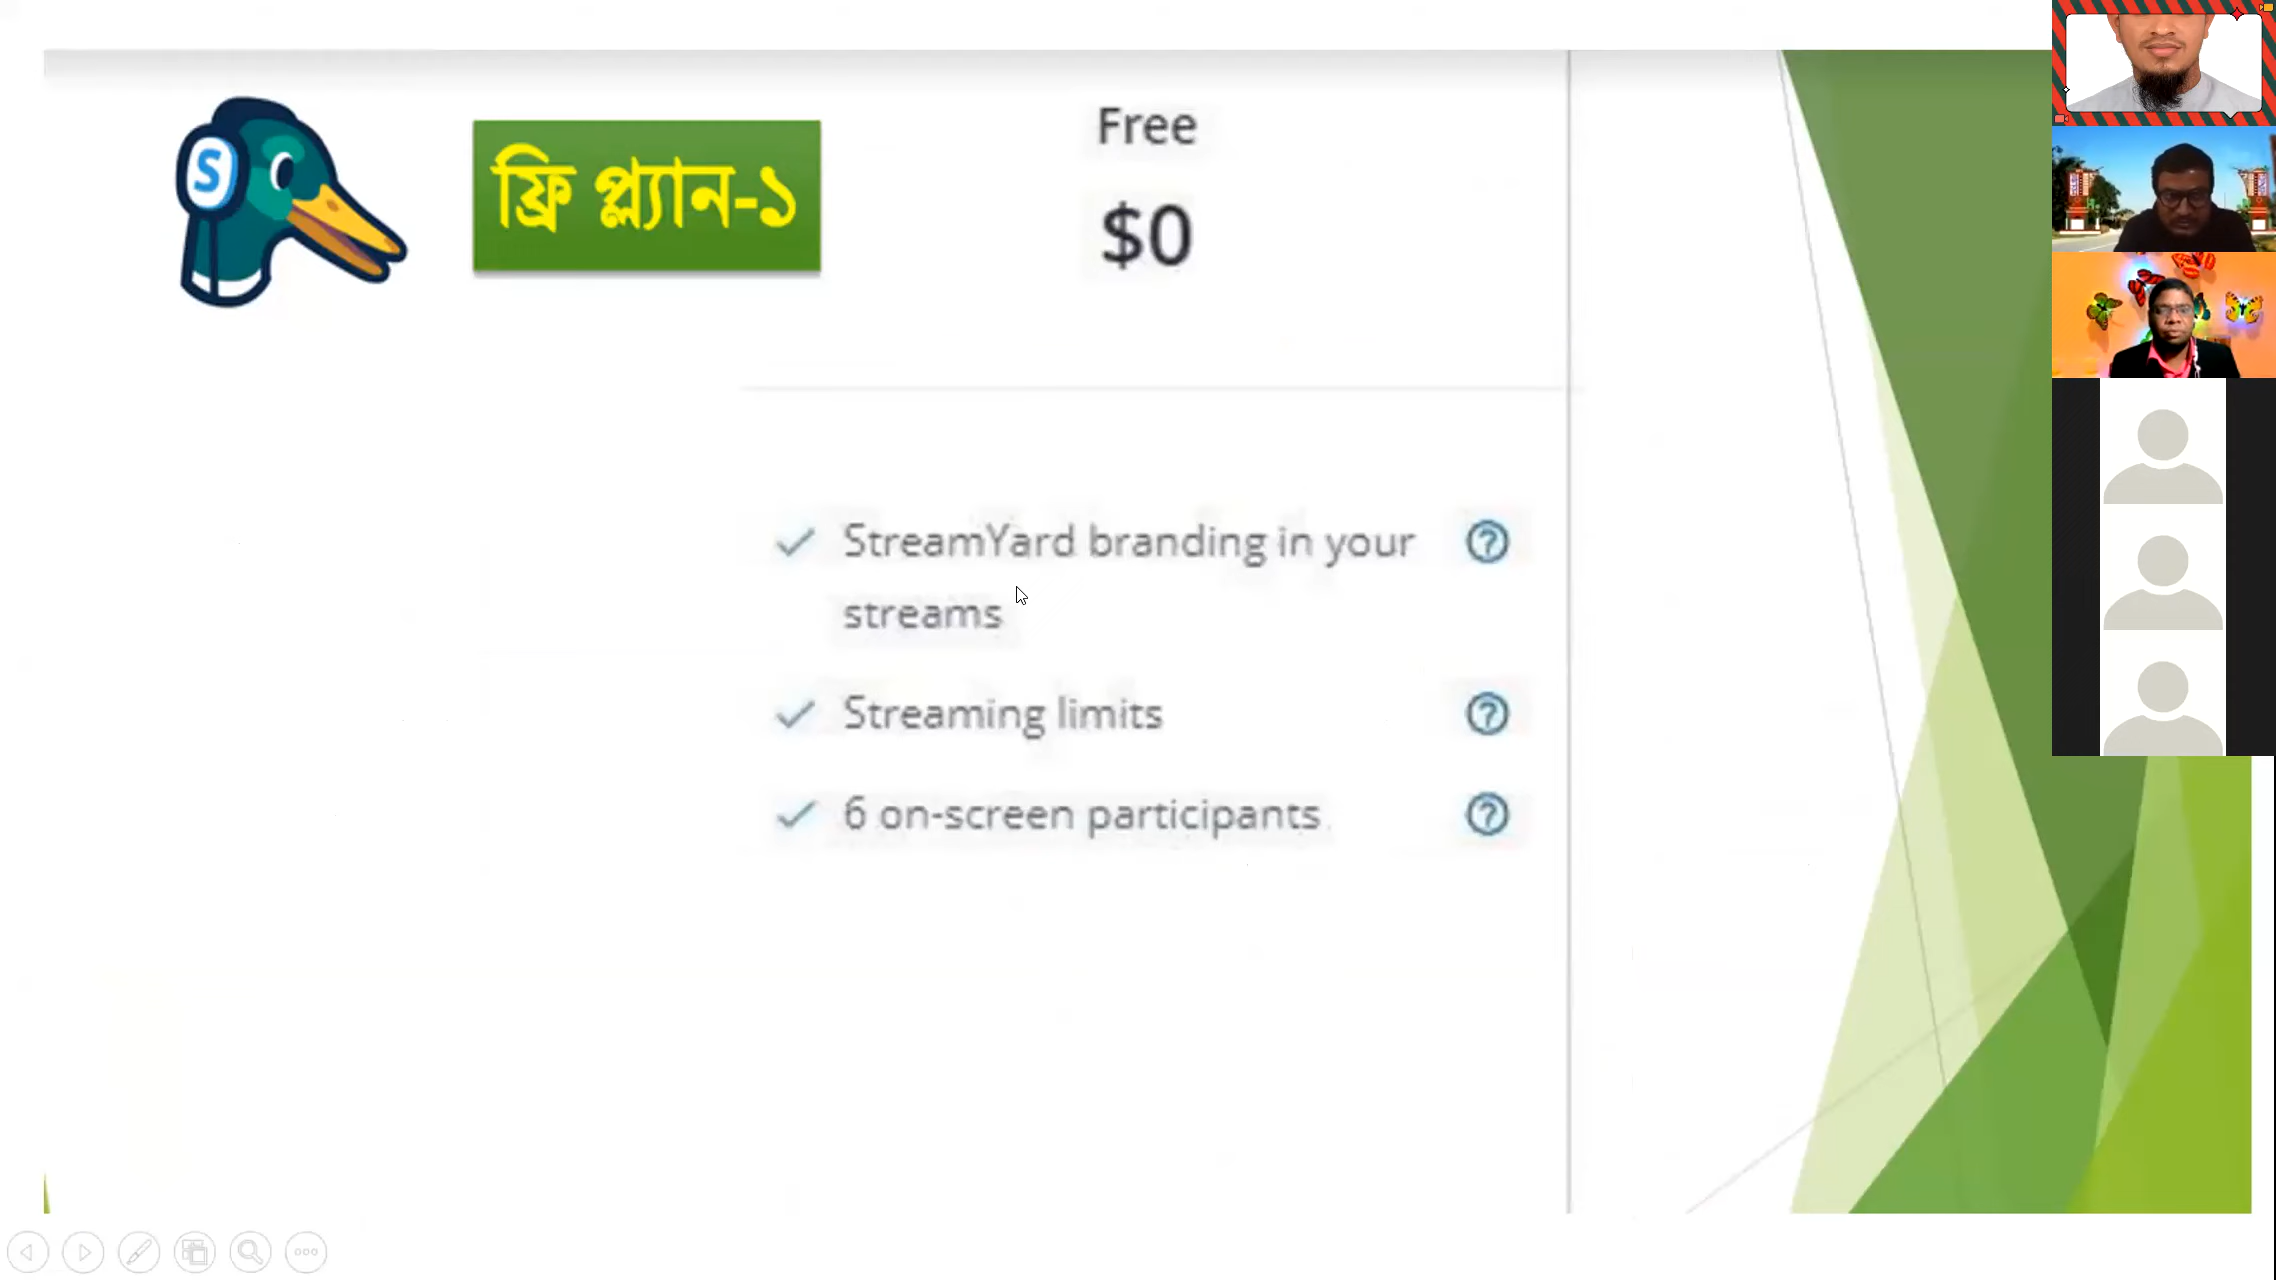 S
ফ্রি প্ল্যান-১
Free
$0
StreamYard branding in your
streams
Streaming limits
6 on-screen participants